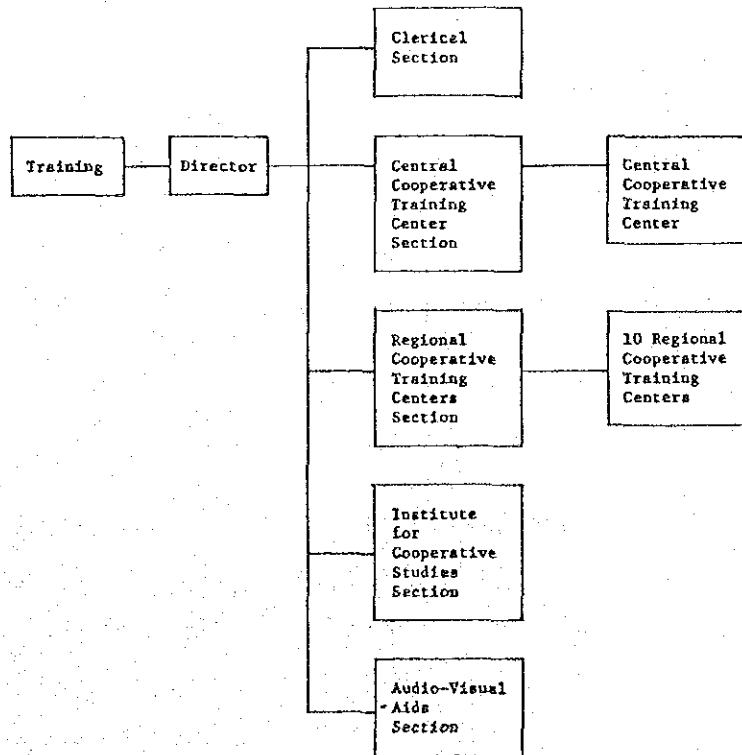 Clerical
Section
Training
Director
Central
Cooperative
Training
Center
Section
Central
Cooperative
Training
Center
Regional
Cooperative
Training
Centers
Section
10 Regional
Cooperative
Training
Centers
Institute
for
Cooperative
Studies
Section
Audio-Visual
Aids
Section